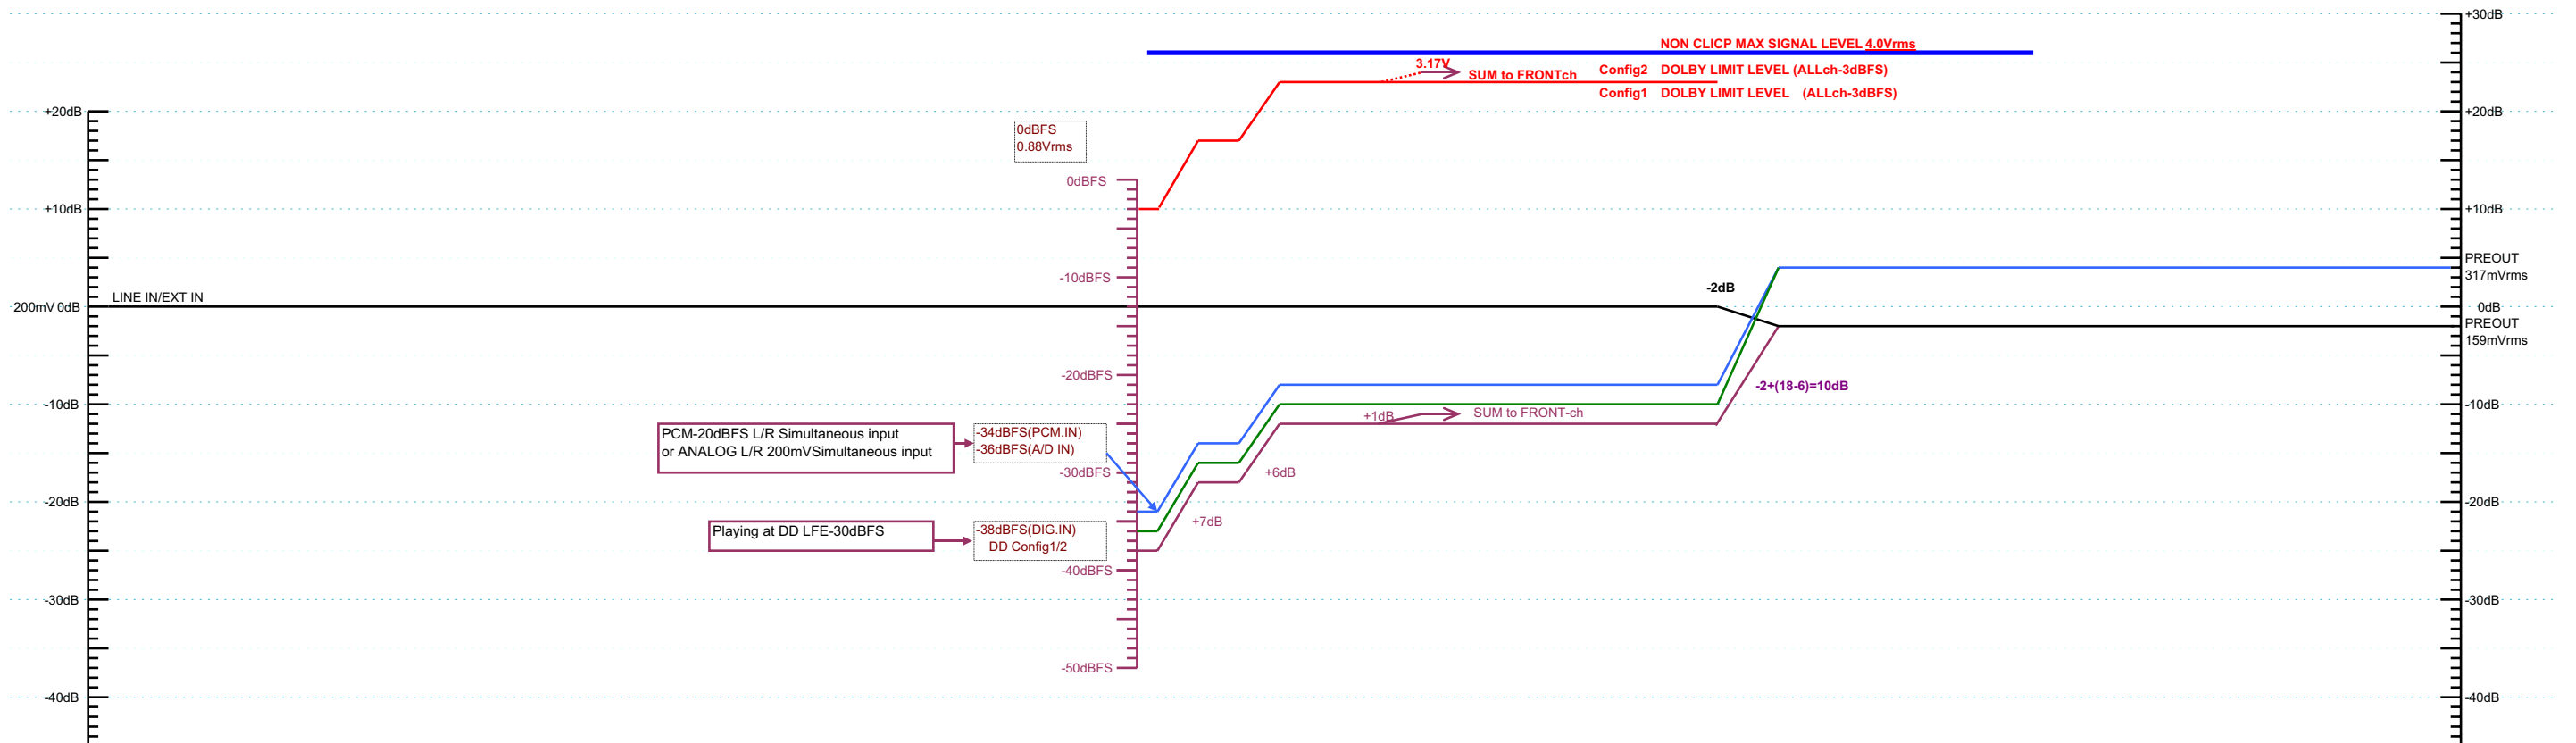 +30dB
NON CLICP MAX SIGNAL LEVEL 4.0Vrms
3.17V
SUM to FRONTch
Config2 DOLBY LIMIT LEVEL (ALLch-3dBFS)
Config1 DOLBY LIMIT LEVEL (ALLch-3dBFS)
+20dB
+20dB
0dBFS
0.88Vrms
0dBFS
+10dB
+10dB
-10dBFS
PREOUT
317mVrms
LINE IN/EXT IN
-2dB
200mV 0dB
0dB
PREOUT
159mVrms
-20dBFS
-2+(18-6)=10dB
-10dB
-10dB
+1dB
SUM to FRONT-ch
PCM-20dBFS L/R Simultaneous input
or ANALOG L/R 200mVSimultaneous input
-34dBFS(PCM.IN)
-36dBFS(A/D IN)
-30dBFS
+6dB
-20dB
-20dB
+7dB
Playing at DD LFE-30dBFS
-38dBFS(DIG.IN)
DD Config1/2
-40dBFS
-30dB
-30dB
-50dBFS
-40dB
-40dB